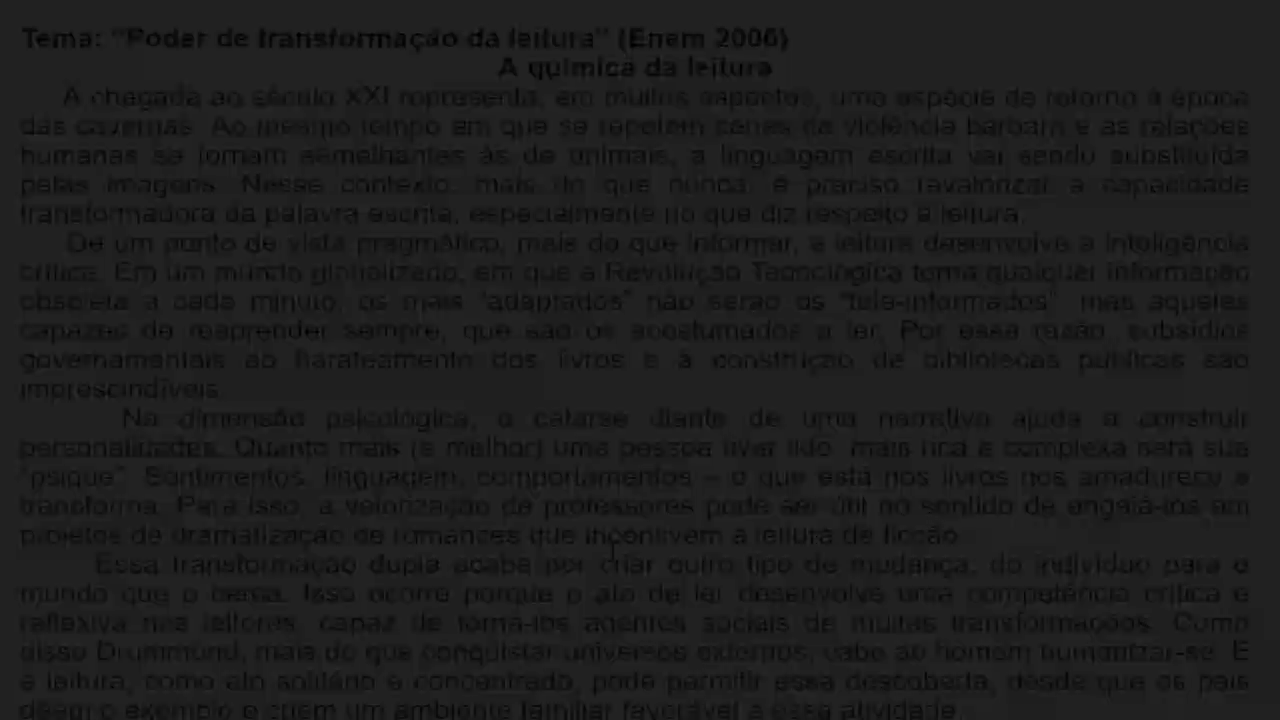 Tema: "Poder de transformação da leitura" (Enem 2006)
A química da leitura
A chegada ao século XXI representa, em muitos aspectos, uma espécie de retorno à época
das cavernas. Ao mesmo tempo em que se repetem cenas de violência bárbara e as relações
humanas se tornam semelhantes às de animais, a linguagem escrita vai sendo substituída
pelas imagens. Nesse contexto, mais do que nunca, é preciso revalorizar a capacidade
transformadora da palavra escrita, especialmente no que diz respeito à leitura.
De um ponto de vista pragmático, mais do que informar, a leitura desenvolve a inteligência
crítica. Em um mundo globalizado, em que a Revolução Tecnológica torna qualquer informação
obsoleta a cada minuto, os mais "adaptados" não serão os "tele-informados", mas aqueles
capazes de reaprender sempre, que são os acostumados a ler. Por essa razão, subsídios
governamentais ao barateamento dos livros e à construção de bibliotecas públicas são
imprescindíveis.
Na dimensão psicológica, a catarse diante de uma narrativa ajuda a construir
personalidades. Quanto mais (e melhor) uma pessoa tiver lido, mais rica e complexa será sua
"psique". Sentimentos, linguagem, comportamentos – o que está nos livros nos amadurece e
transforma. Para isso, a valorização de professores pode ser útil no sentido de engajá-los em
projetos de dramatização de romances que incentivem a leitura de ficção.
Essa transformação dupla acaba por criar outro tipo de mudança, do indivíduo para o
mundo que o cerca. Isso ocorre porque o ato de ler desenvolve uma competência crítica e
reflexiva nos leitores, capaz de torná-los agentes sociais de muitas transformações. Como
disse Drummond, mais do que conquistar universos externos, cabe ao homem humanizar-se. E
a leitura, como ato solitário e concentrado, pode permitir essa descoberta, desde que os pais
deem o exemplo e criem um ambiente familiar favorável a essa atividade.